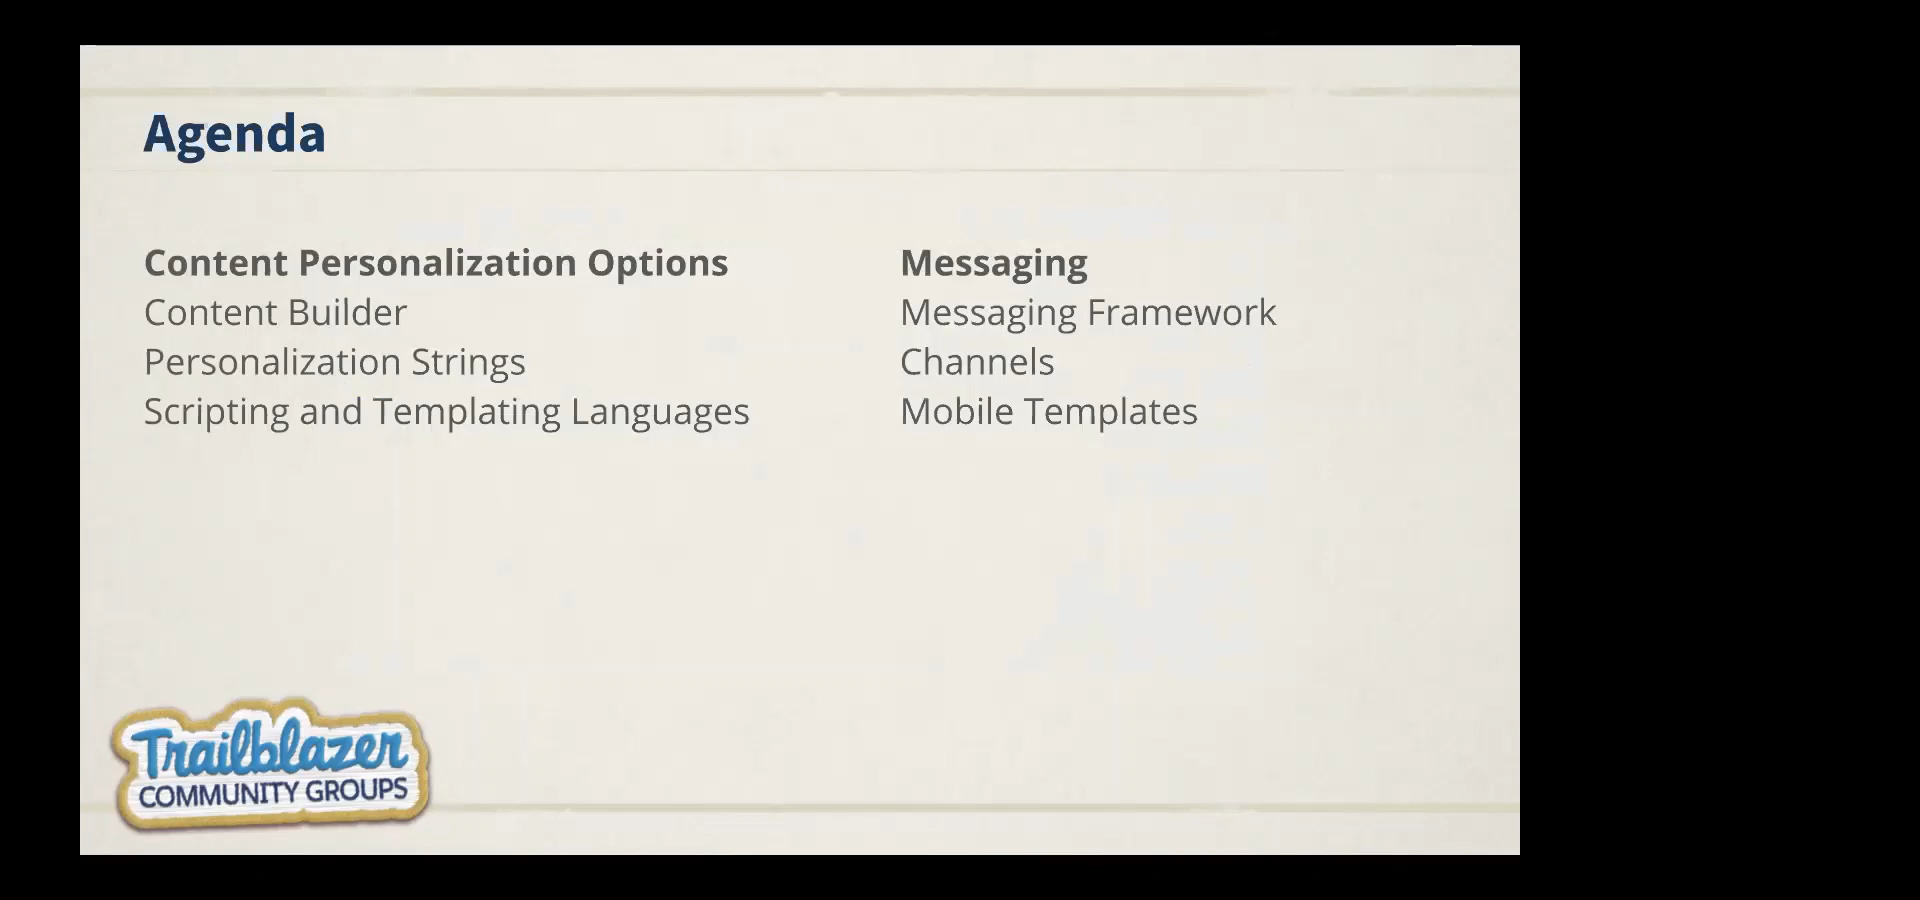 Agenda
Content Personalization Options
Content Builder
Personalization Strings
Scripting and Templating Languages
Messaging
Messaging Framework
Channels
Mobile Templates
Trailblazer
COMMUNITY GROUPS